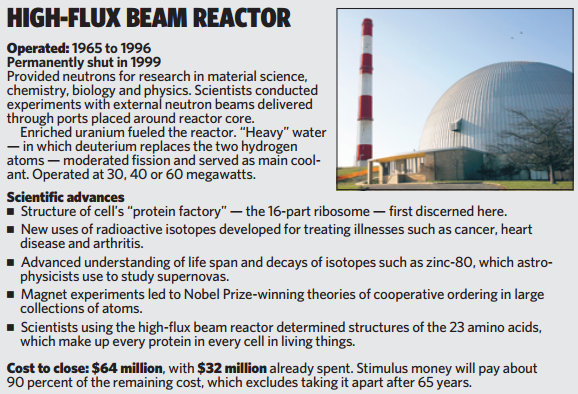 HIGH-FLUX BEAM REACTOR
Operated: 1965 to 1996
Permanently shut in 1999
Provided neutrons for research in material science,
chemistry, biology and physics. Scientists conducted
experiments with external neutron beams delivered
through ports placed around reactor core.
Enriched uranium fueled the reactor. “Heavy” water
— in which deuterium replaces the two hydrogen
atoms — moderated fission and served as main cool-
ant. Operated at 30, 40 or 60 megawatts.
Scientific advances
■ Structure of cell’s “protein factory” — the 16-part ribosome — first discerned here.
■ New uses of radioactive isotopes developed for treating illnesses such as cancer, heart
disease and arthritis.
■ Advanced understanding of life span and decays of isotopes such as zinc-80, which astro-
physicists use to study supernovas.
■ Magnet experiments led to Nobel Prize-winning theories of cooperative ordering in large
collections of atoms.
■ Scientists using the high-flux beam reactor determined structures of the 23 amino acids,
which make up every protein in every cell in living things.
Cost to close: $64 million, with $32 million already spent. Stimulus money will pay about
90 percent of the remaining cost, which excludes taking it apart after 65 years.